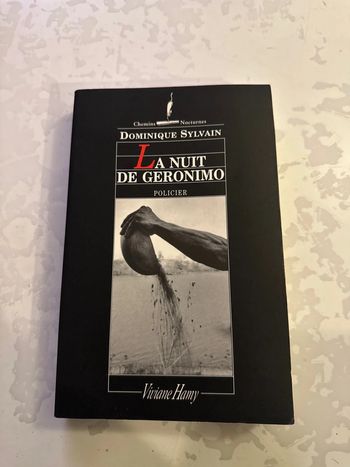 Chemins Nocturnes
DOMINIQUE SYLVAIN
LA NUIT
DE GERONIMO
POLICIER
Viviane Hamy